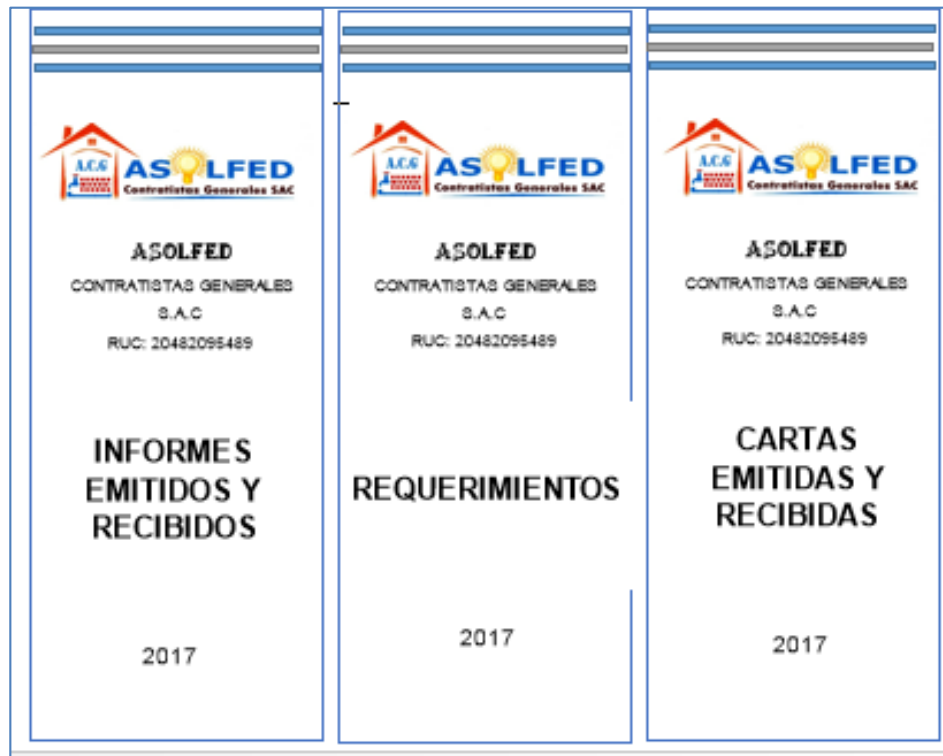 A.C.G
ASOLFED
Contratistas Generales SAC
ASOLFED
CONTRATISTAS GENERALES
S.A.C
RUC: 20482095489
INFORMES
EMITIDOS Y
RECIBIDOS
2017
A.C.G
ASOLFED
Contratistas Generales SAC
ASOLFED
CONTRATISTAS GENERALES
S.A.C
RUC: 20482095489
REQUERIMIENTOS
2017
A.C.G
ASOLFED
Contratistas Generales SAC
ASOLFED
CONTRATISTAS GENERALES
S.A.C
RUC: 20482095489
CARTAS
EMITIDAS Y
RECIBIDAS
2017